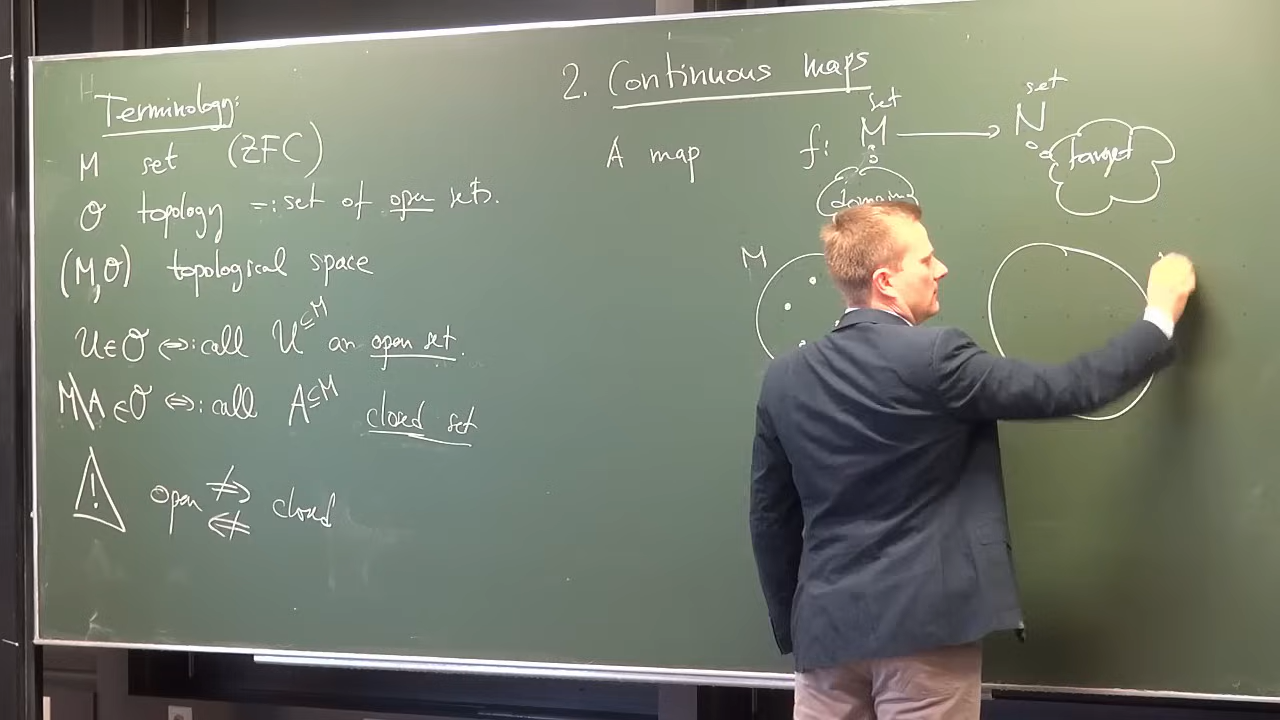 Terminology:
M set (ZFC)
𝒪 topology =: set of open sets.
(M,𝒪) topological space
U∈𝒪 ⇔: call U⊆M an open set.
M\A ∈𝒪 ⇔: call A⊆M closed set
! open ⇏ closed
⇍
2. Continuous maps
set set
A map f: M ⟶ N
domain target
M